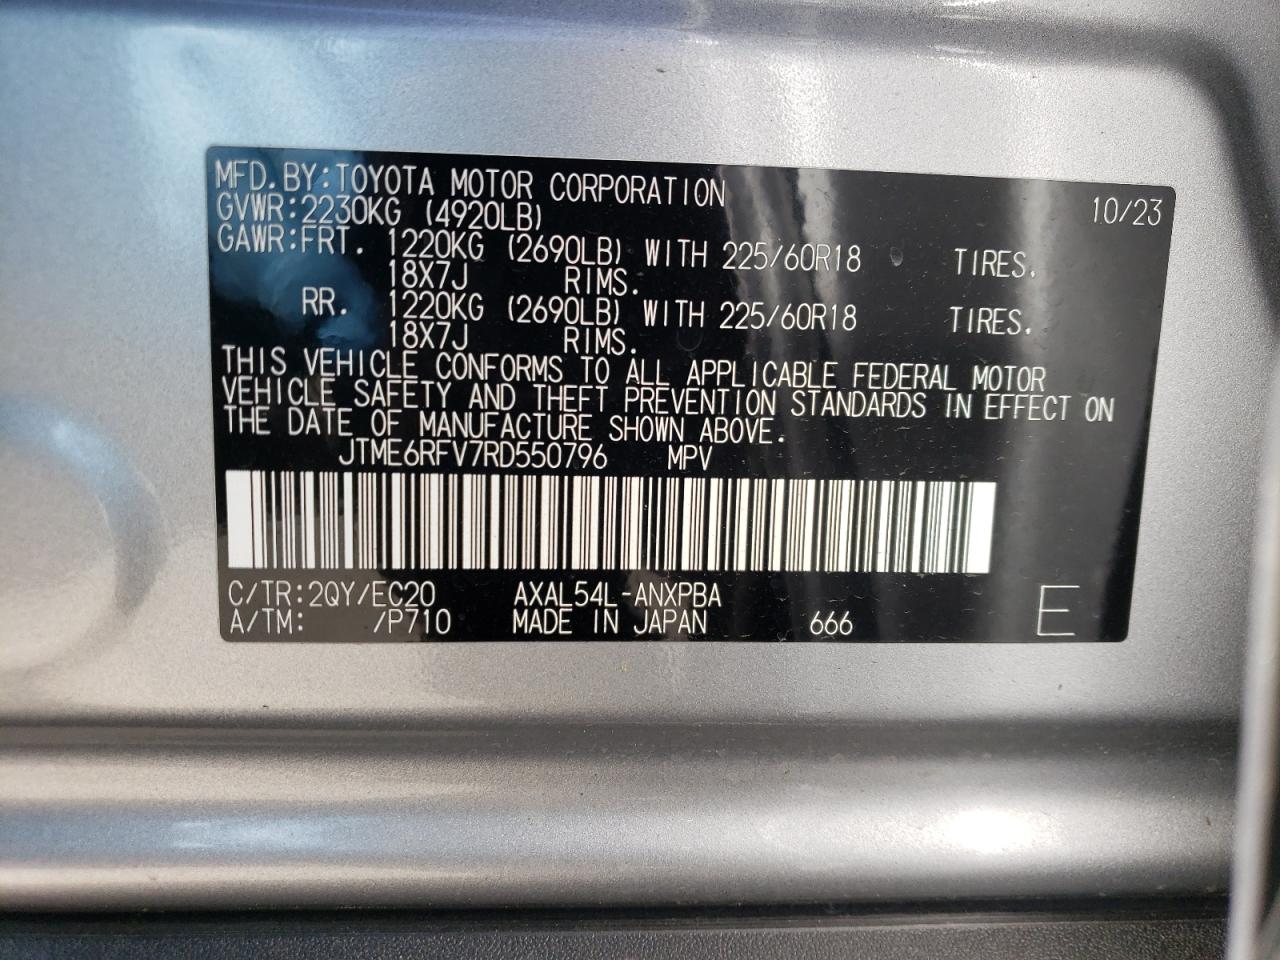 MFD. BY: TOYOTA MOTOR CORPORATION 10/23
GVWR: 2230KG (4920LB)
GAWR: FRT. 1220KG (2690LB) WITH 225/60R18 TIRES.
18X7J RIMS.
RR. 1220KG (2690LB) WITH 225/60R18 TIRES.
18X7J RIMS.
THIS VEHICLE CONFORMS TO ALL APPLICABLE FEDERAL MOTOR
VEHICLE SAFETY AND THEFT PREVENTION STANDARDS IN EFFECT ON
THE DATE OF MANUFACTURE SHOWN ABOVE.
JTME6RFV7RD550796 MPV
C/TR: 2QY/EC20 AXAL54L-ANXPBA
A/TM: /P710 MADE IN JAPAN 666 E